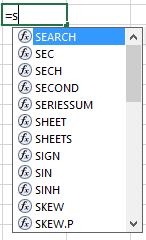 =s
SEARCH
SEC
SECH
SECOND
SERIESSUM
SHEET
SHEETS
SIGN
SIN
SINH
SKEW
SKEW.P